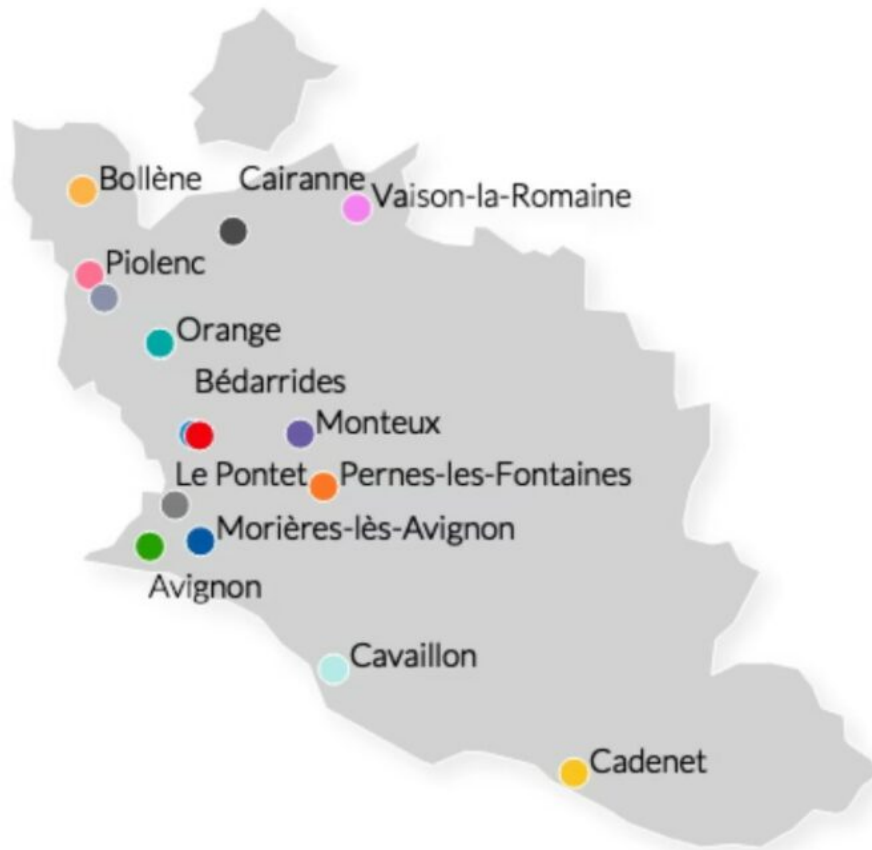 Bollène
Cairanne
Vaison-la-Romaine
Piolenc
Orange
Bédarrides
Monteux
Le Pontet
Pernes-les-Fontaines
Morières-lès-Avignon
Avignon
Cavaillon
Cadenet